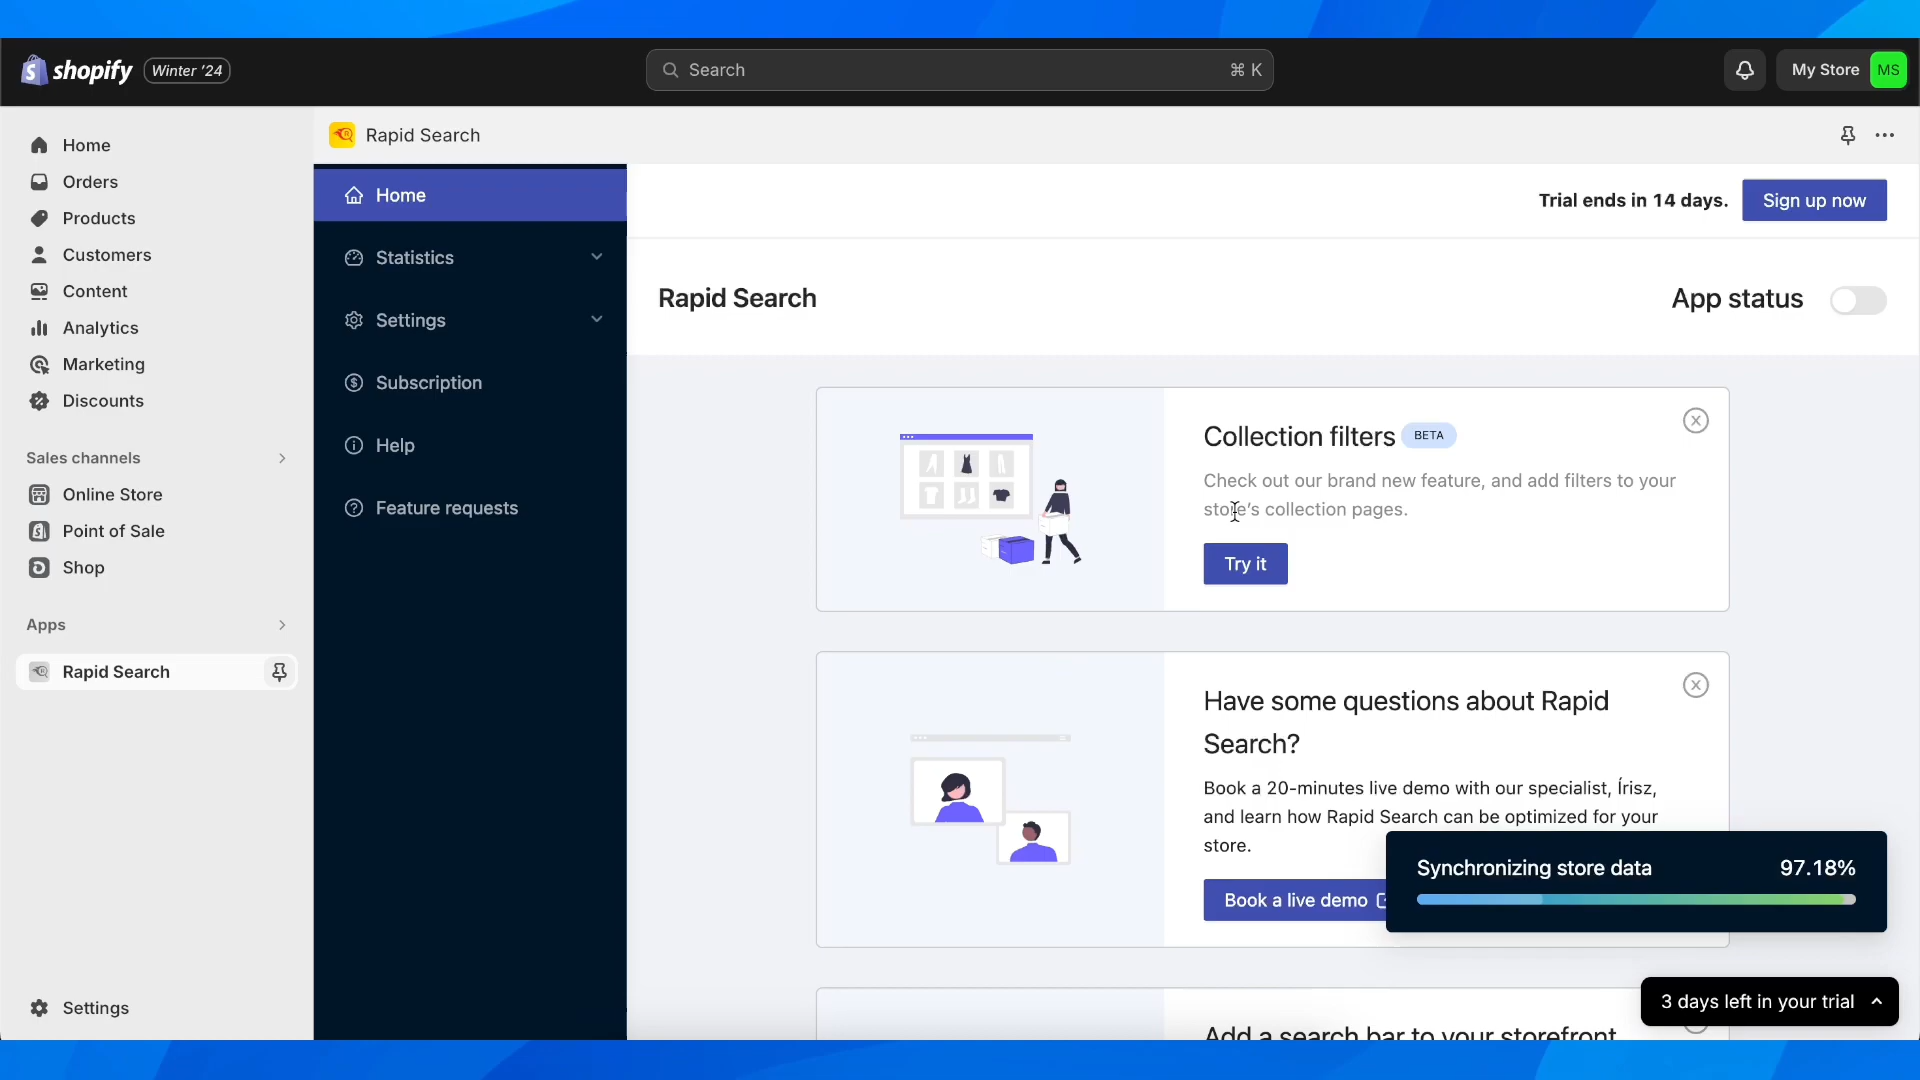 shopify
Winter '24
Search
⌘ K
My Store
MS
Home
Orders
Products
Customers
Content
Analytics
Marketing
Discounts
Sales channels
Online Store
Point of Sale
Shop
Apps
Rapid Search
Settings
Rapid Search
Home
Statistics
Settings
Subscription
Help
Feature requests
Trial ends in 14 days.
Sign up now
Rapid Search
App status
Collection filters
BETA
Check out our brand new feature, and add filters to your
store's collection pages.
Try it
Have some questions about Rapid
Search?
Book a 20-minutes live demo with our specialist, Írisz,
and learn how Rapid Search can be optimized for your
store.
Book a live demo
Synchronizing store data
97.18%
3 days left in your trial
Add a search bar to your storefront